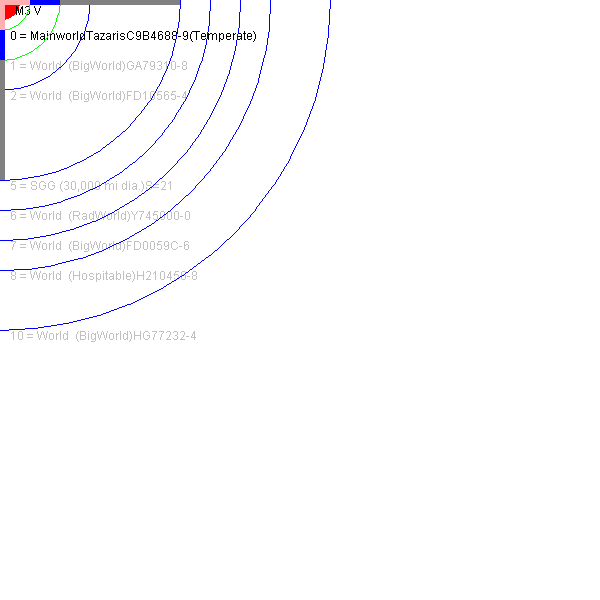 M3 V
0 = MainworldTazarisC9B4688-9(Temperate)
1 = World (BigWorld)GA79310-8
2 = World (BigWorld)FD10565-4
5 = SGG (30,000 mi dia.)S=21
6 = World (RadWorld)Y745000-0
7 = World (BigWorld)FD0059C-6
8 = World (Hospitable)H210459-8
10 = World (BigWorld)HG77232-4